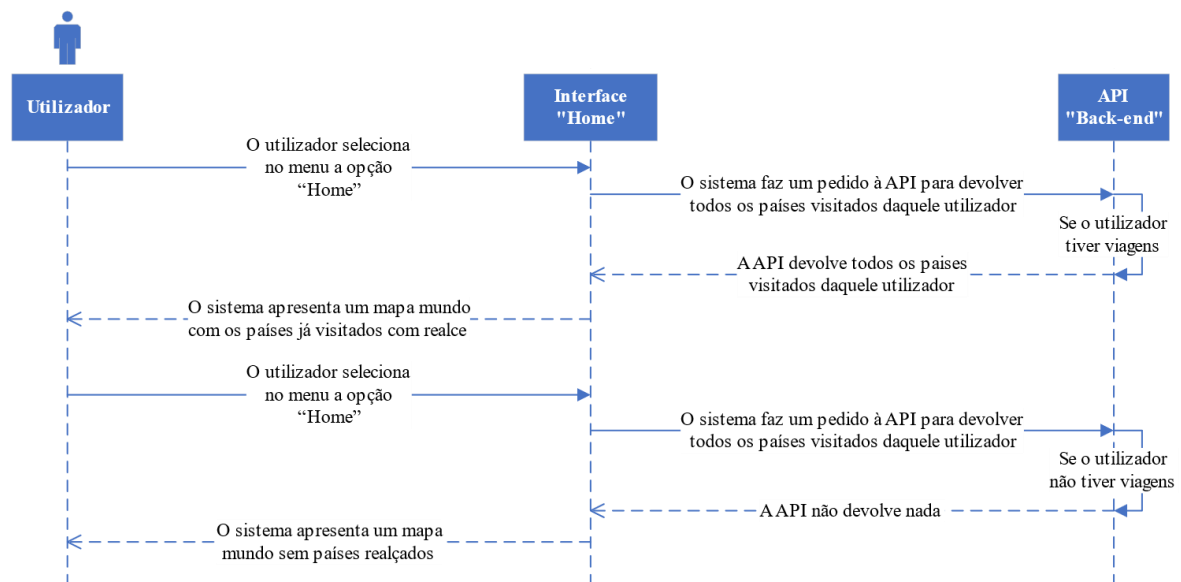 Utilizador
Interface
"Home"
API
"Back-end"
O utilizador seleciona
no menu a opção
“Home”
O sistema faz um pedido à API para devolver
todos os países visitados daquele utilizador
Se o utilizador
tiver viagens
A API devolve todos os paises
visitados daquele utilizador
O sistema apresenta um mapa mundo
com os países já visitados com realce
O utilizador seleciona
no menu a opção
“Home”
O sistema faz um pedido à API para devolver
todos os países visitados daquele utilizador
Se o utilizador
não tiver viagens
A API não devolve nada
O sistema apresenta um mapa
mundo sem países realçados